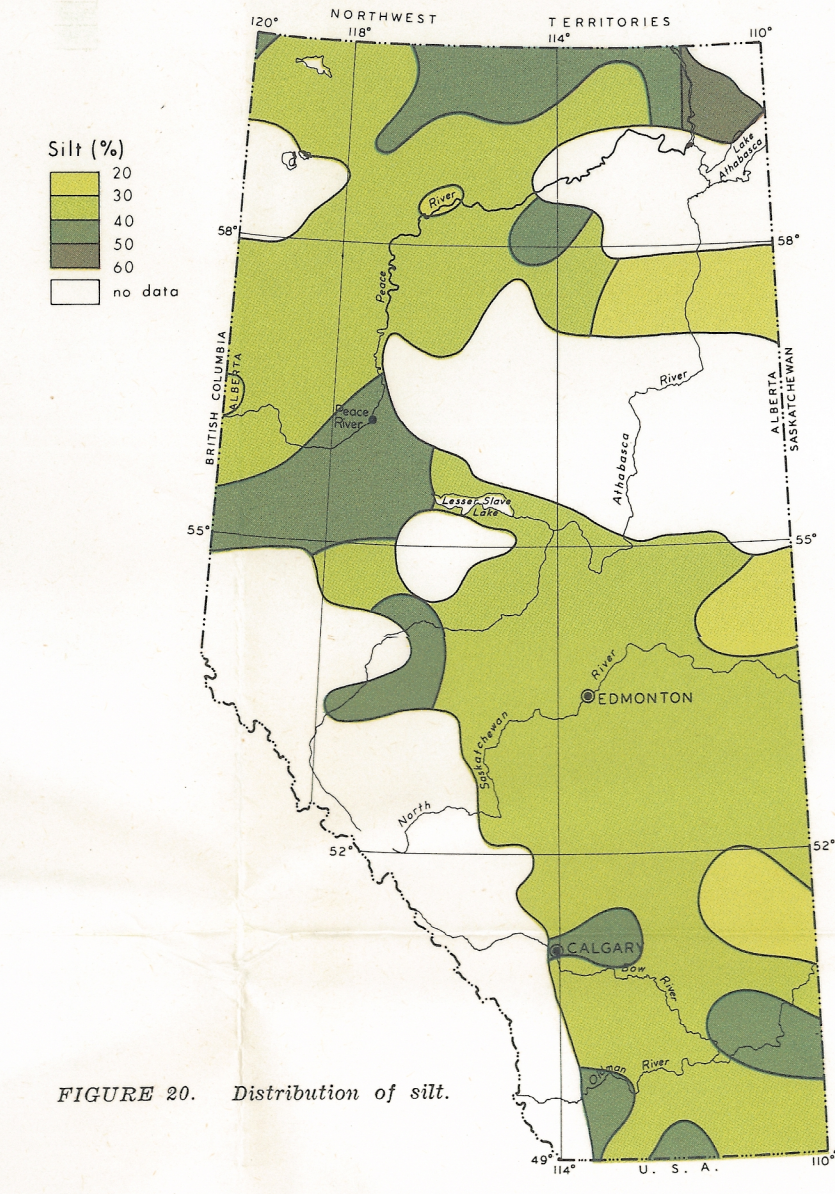 NORTHWEST TERRITORIES
120° 118° 114° 110°
Silt (%)
20
30
40
50
60
no data
Lake
Athabasca
River
58° 58°
Peace
BRITISH COLUMBIA
ALBERTA
ALBERTA
SASKATCHEWAN
Peace
River
River
Athabasca
Lesser Slave
Lake
55° 55°
River
EDMONTON
Saskatchewan
North
52° 52°
CALGARY
Bow
River
Oldman River
FIGURE 20. Distribution of silt.
49° 114° U. S. A. 110°